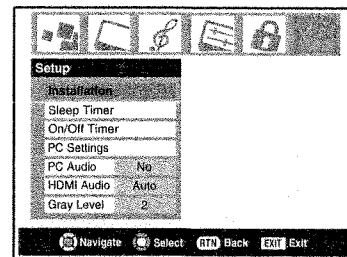 Setup
Installation
Sleep Timer
On/Off Timer
PC Settings
PC Audio No
HDMI Audio Auto
Gray Level 2
Navigate Select RTN Back EXIT Exit